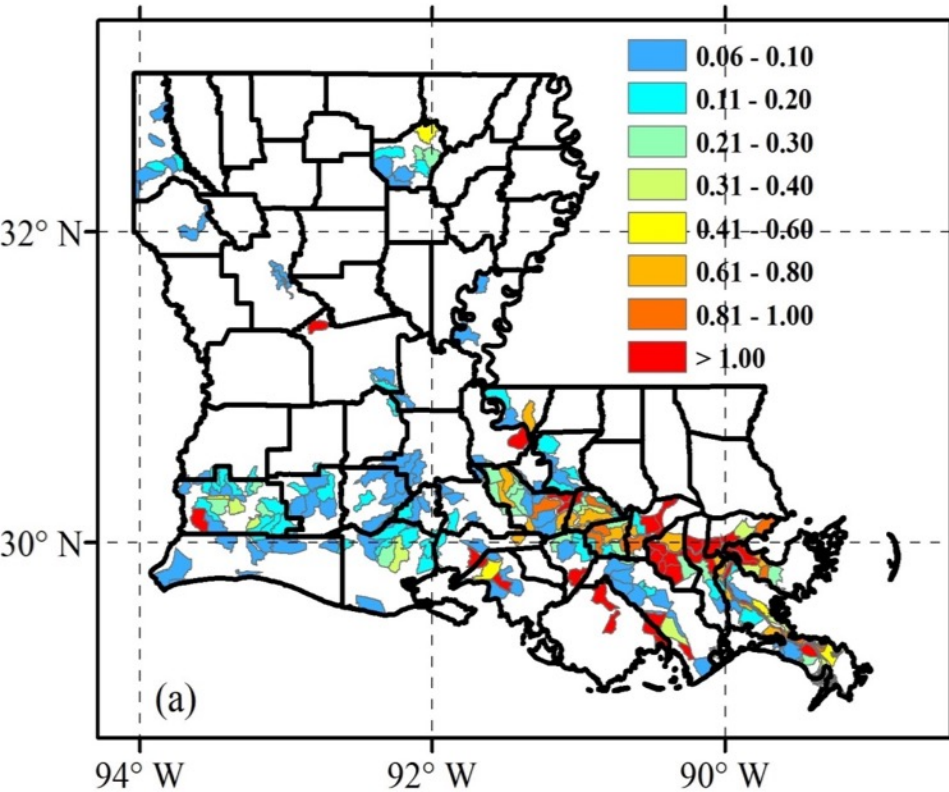 0.06 - 0.10
0.11 - 0.20
0.21 - 0.30
0.31 - 0.40
0.41 - 0.60
0.61 - 0.80
0.81 - 1.00
> 1.00
32° N
30° N
(a)
94° W
92° W
90° W